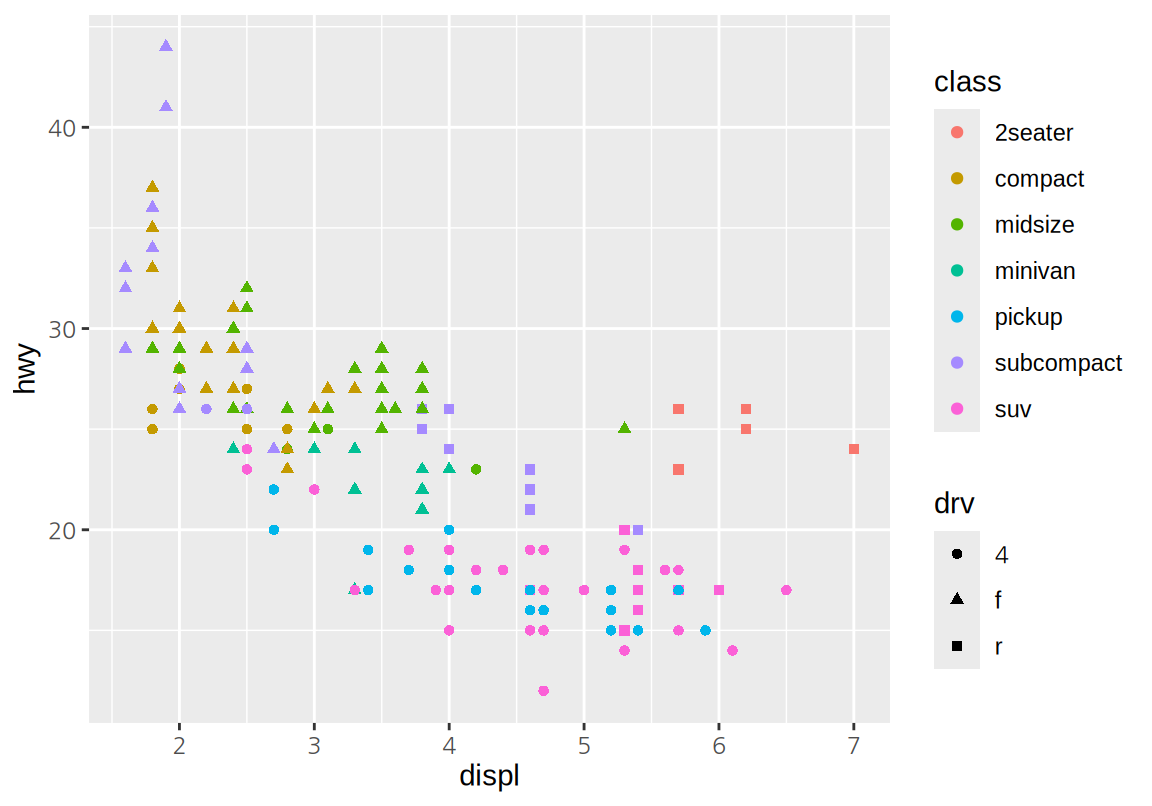 40
30
20
hwy
2
3
4
5
6
7
displ
class
2seater
compact
midsize
minivan
pickup
subcompact
suv
drv
4
f
r